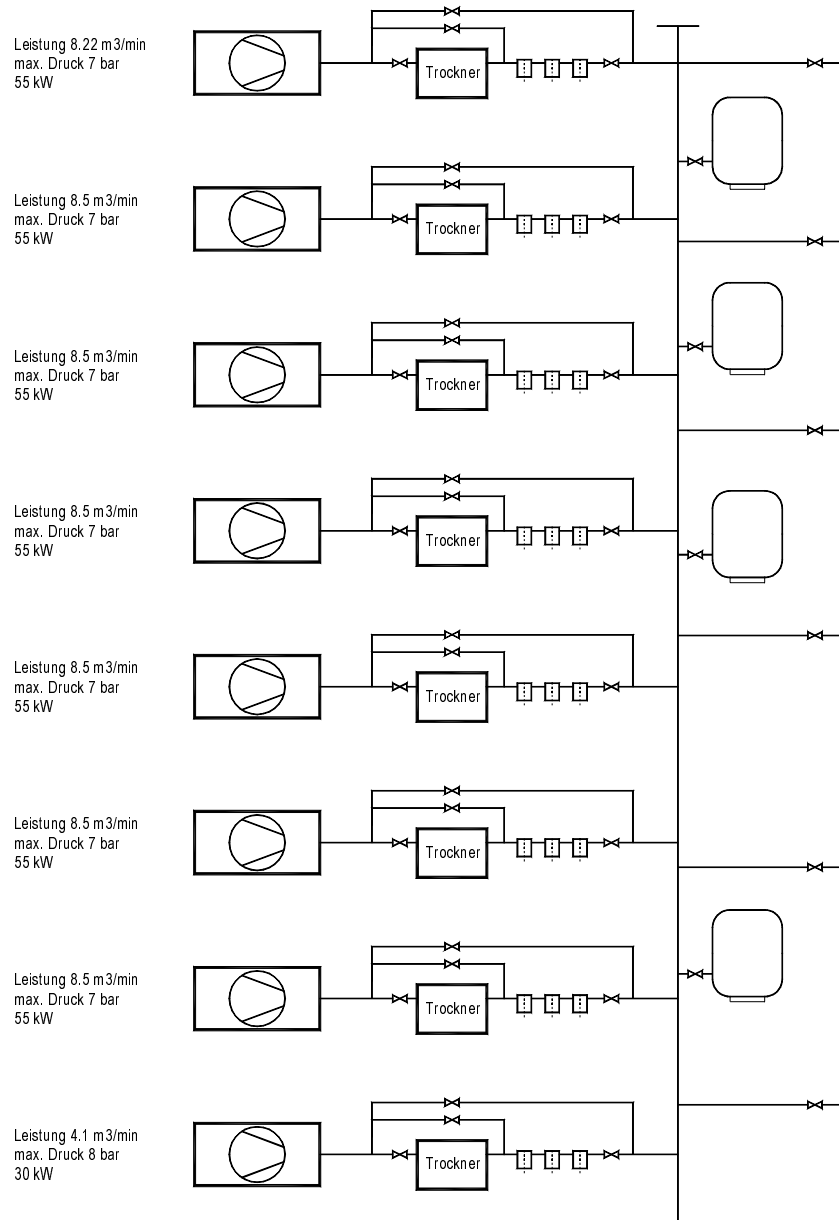 Leistung 8.22 m3/min
max. Druck 7 bar
55 kW
Trockner
Leistung 8.5 m3/min
max. Druck 7 bar
55 kW
Trockner
Leistung 8.5 m3/min
max. Druck 7 bar
55 kW
Trockner
Leistung 8.5 m3/min
max. Druck 7 bar
55 kW
Trockner
Leistung 8.5 m3/min
max. Druck 7 bar
55 kW
Trockner
Leistung 8.5 m3/min
max. Druck 7 bar
55 kW
Trockner
Leistung 8.5 m3/min
max. Druck 7 bar
55 kW
Trockner
Leistung 4.1 m3/min
max. Druck 8 bar
30 kW
Trockner